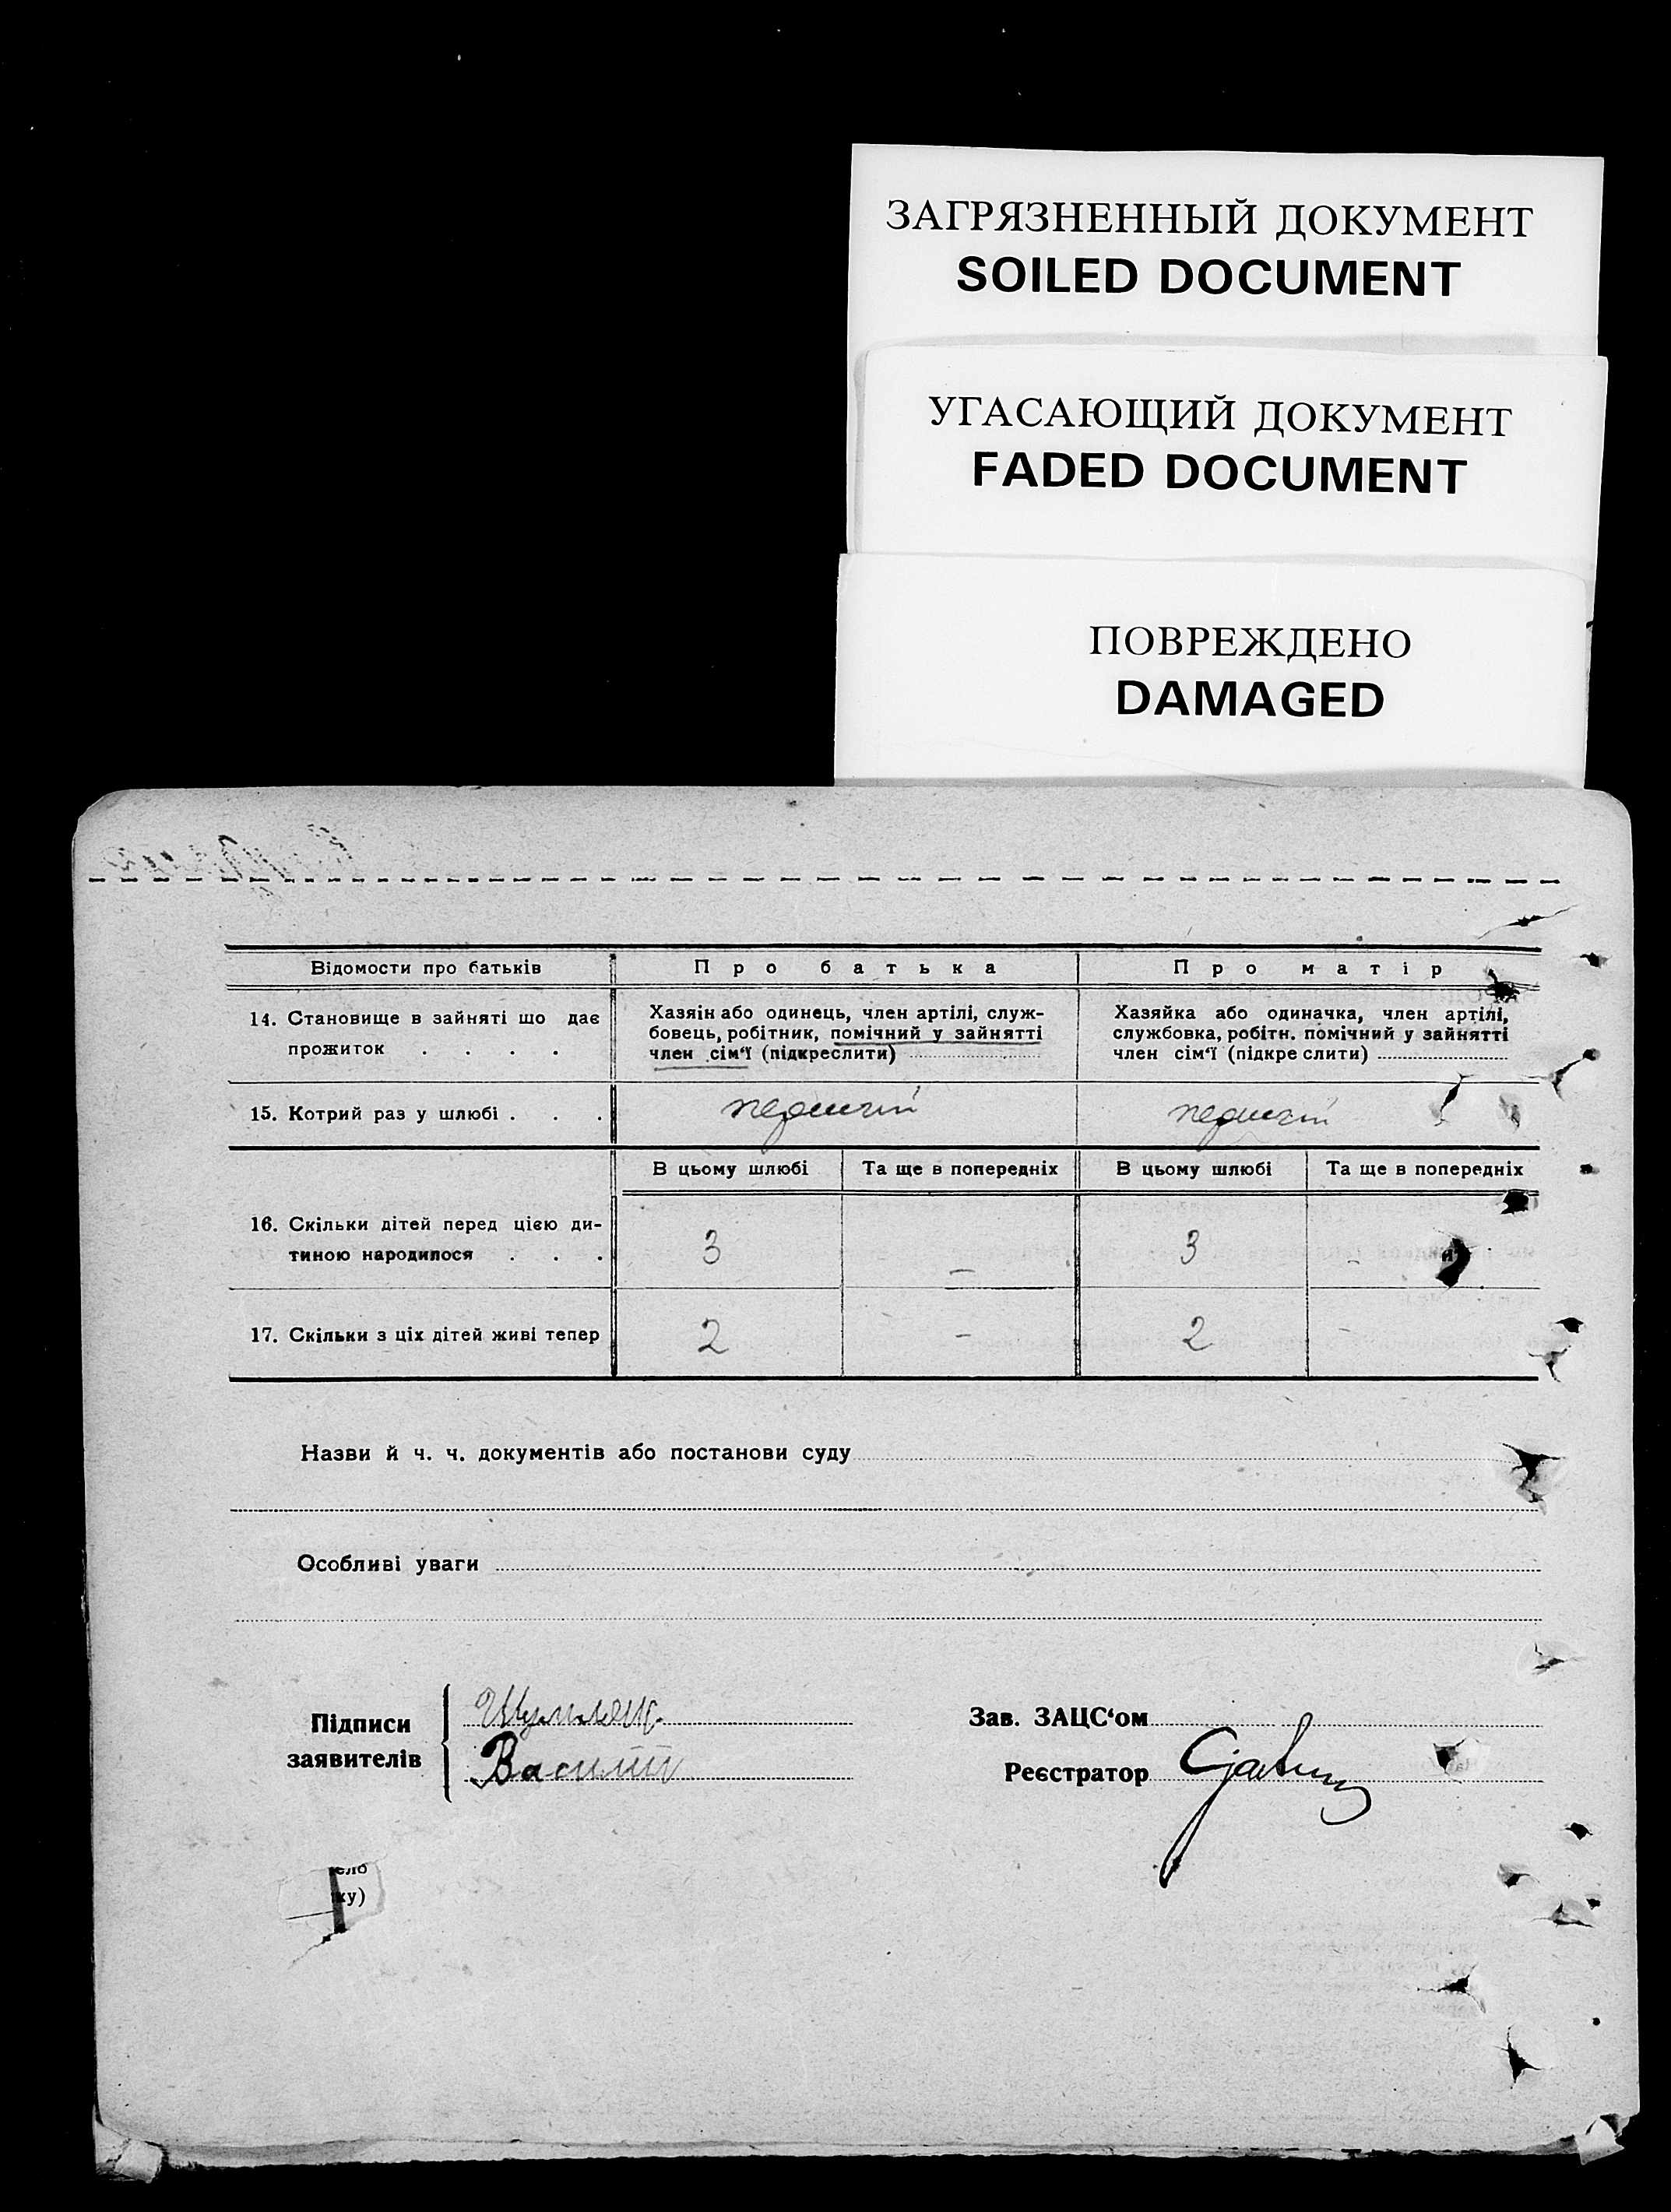 ЗАГРЯЗНЕННЫЙ ДОКУМЕНТ
SOILED DOCUMENT
УГАСАЮЩИЙ ДОКУМЕНТ
FADED DOCUMENT
ПОВРЕЖДЕНО
DAMAGED
Відомости про батьків
Про батька
Про матір
14. Становище в зайняті що дає
прожиток . . . .
Хазяін або одинець, член артілі, служ-
бовець, робітник, помічний у зайнятті
член сім‘ї (підкреслити)
Хазяйка або одиначка, член артілі,
службовка, робітн. помічний у зайнятті
член сім‘ї (підкреслити)
15. Котрий раз у шлюбі . . .
В цьому шлюбі
Та ще в попередніх
В цьому шлюбі
Та ще в попередніх
16. Скільки дітей перед цією ди-
тиною народилося . . .
3
–
3
–
17. Скільки з ціх дітей живі тепер
2
–
2
–
Назви й ч. ч. документів або постанови суду
Особливі уваги
Підписи
заявителів
Василь
Зав. ЗАЦС‘ом
Реєстратор
ело
ку)